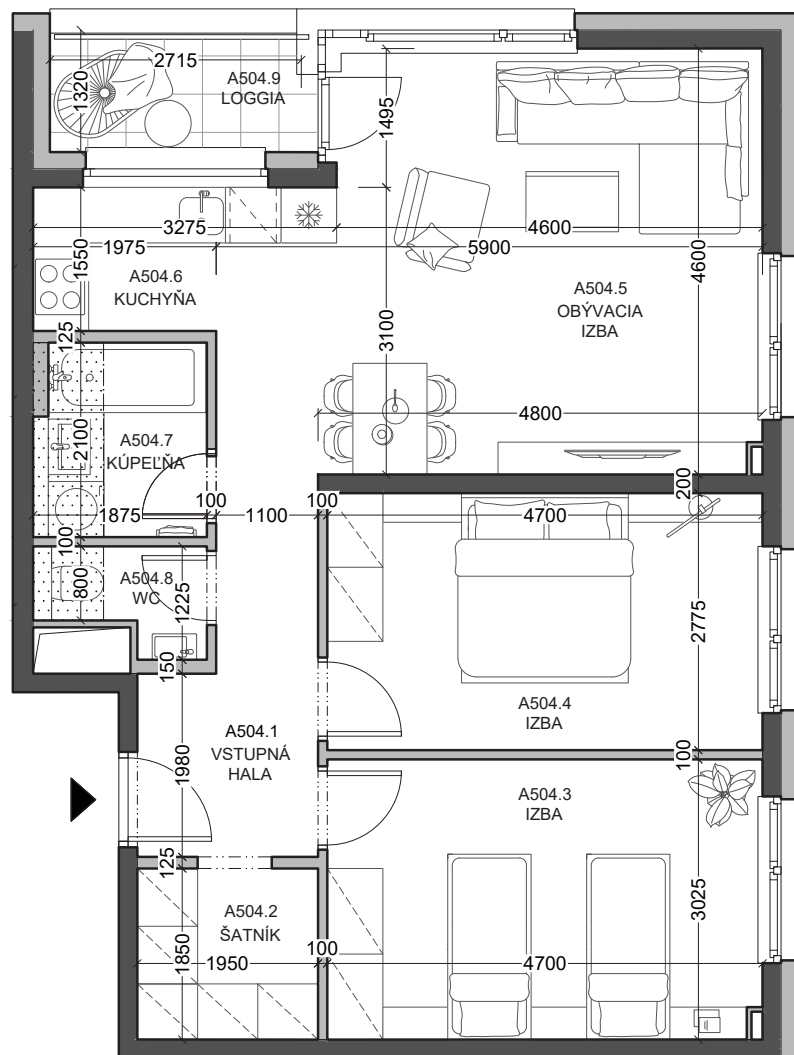 2715
A504.9
LOGGIA
1320
1495
3275
4600
1975
5900
1550
A504.6
KUCHYŇA
4600
A504.5
OBÝVACIA
IZBA
125
3100
4800
2100
A504.7
KÚPEĽŇA
200
1875
100
1100
100
4700
100
A504.8
WC
800
1225
2775
150
A504.4
IZBA
A504.1
VSTUPNÁ
HALA
1980
100
A504.3
IZBA
125
A504.2
ŠATNÍK
3025
1850
1950
100
4700